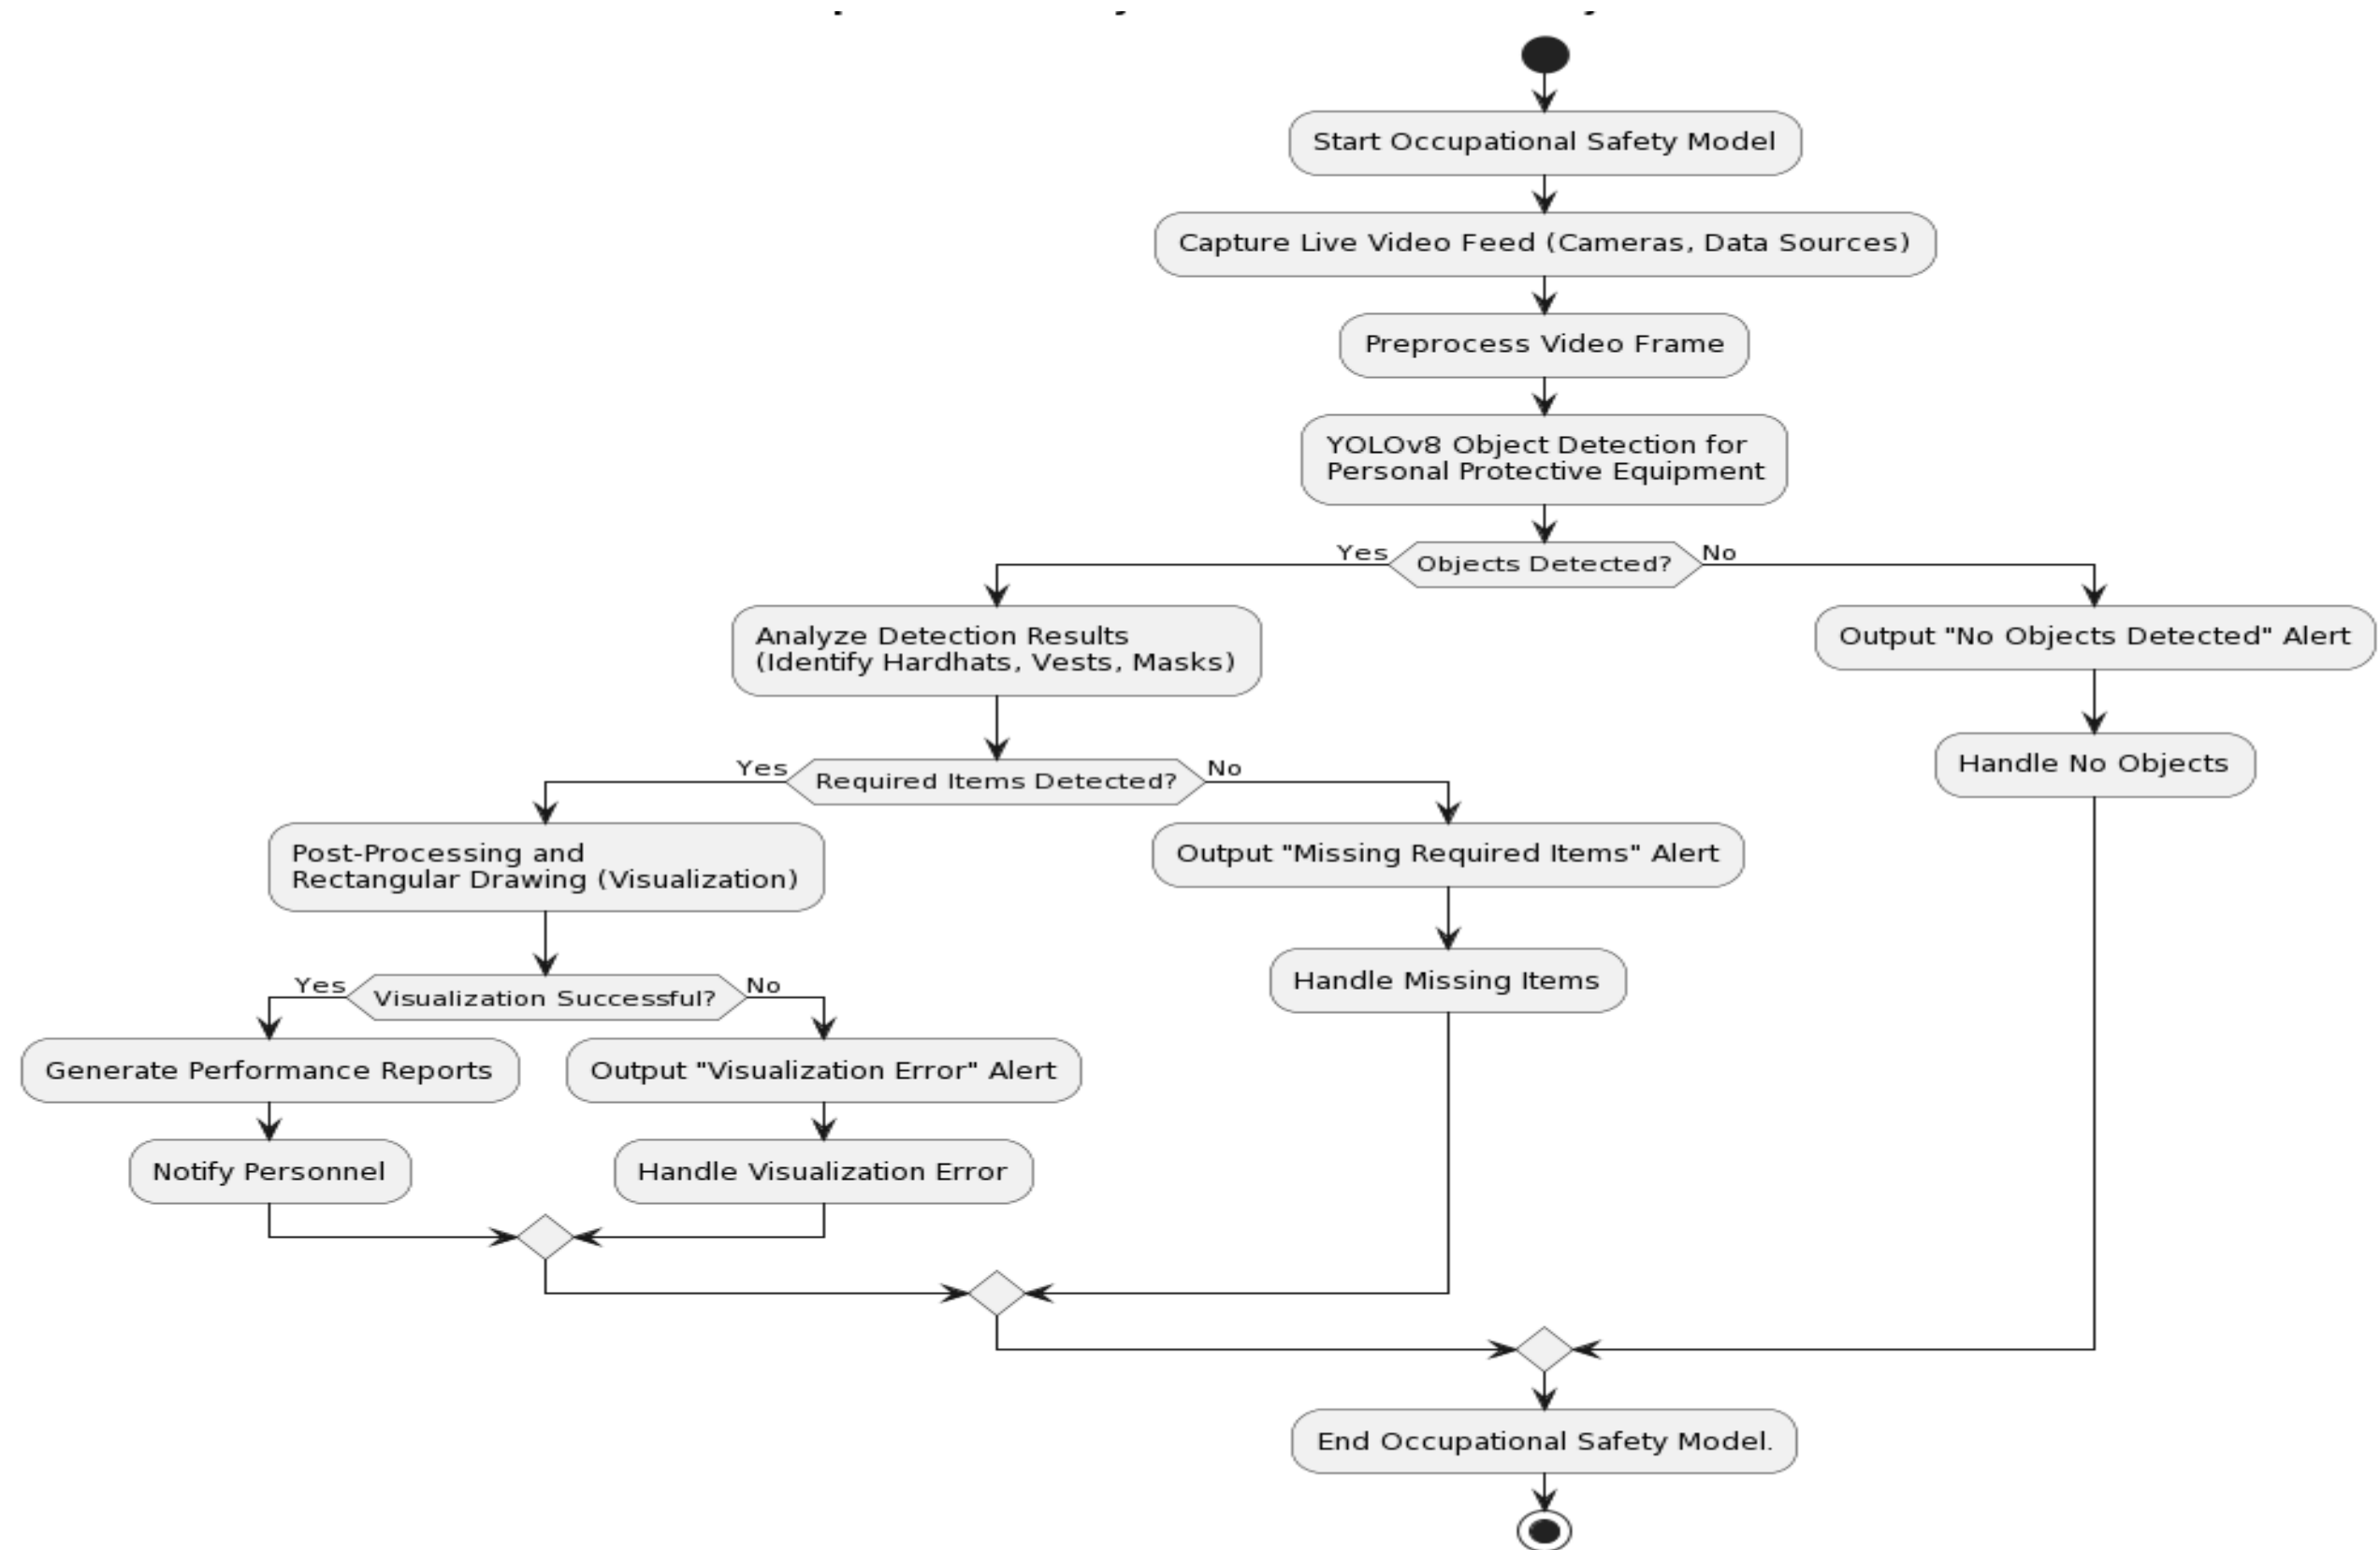 Start Occupational Safety Model
Capture Live Video Feed (Cameras, Data Sources)
Preprocess Video Frame
YOLOv8 Object Detection for
Personal Protective Equipment
Yes
Objects Detected?
No
Analyze Detection Results
(Identify Hardhats, Vests, Masks)
Output "No Objects Detected" Alert
Handle No Objects
Yes
Required Items Detected?
No
Post-Processing and
Rectangular Drawing (Visualization)
Output "Missing Required Items" Alert
Handle Missing Items
Yes
Visualization Successful?
No
Generate Performance Reports
Output "Visualization Error" Alert
Notify Personnel
Handle Visualization Error
End Occupational Safety Model.